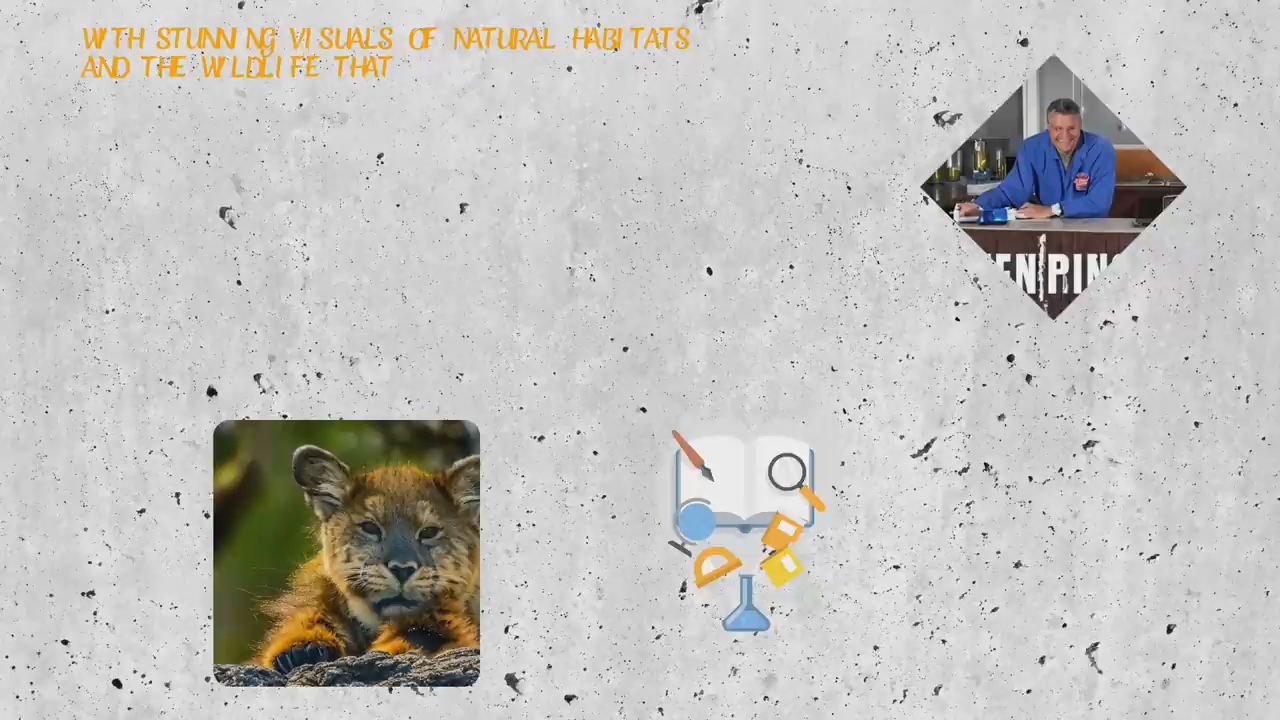 WITH STUNNING VISUALS OF NATURAL HABITATS
AND THE WILDLIFE THAT